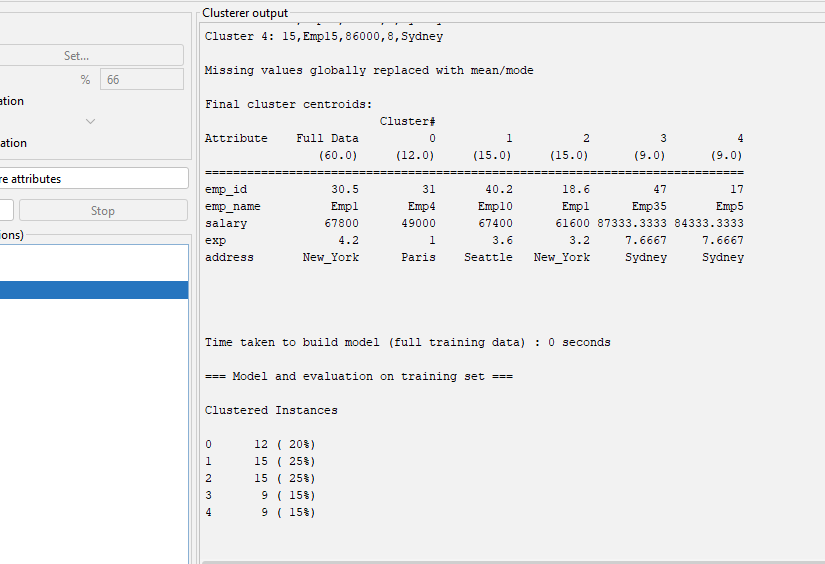 Clusterer output
Set...
% 66
ation
ation
re attributes
Stop
ions)
Cluster 4: 15,Emp15,86000,8,Sydney
Missing values globally replaced with mean/mode
Final cluster centroids:
Cluster#
Attribute Full Data 0 1 2 3 4
(60.0) (12.0) (15.0) (15.0) (9.0) (9.0)
================================================================================
emp_id 30.5 31 40.2 18.6 47 17
emp_name Emp1 Emp4 Emp10 Emp1 Emp35 Emp5
salary 67800 49000 67400 61600 87333.3333 84333.3333
exp 4.2 1 3.6 3.2 7.6667 7.6667
address New_York Paris Seattle New_York Sydney Sydney
Time taken to build model (full training data) : 0 seconds
=== Model and evaluation on training set ===
Clustered Instances
0 12 ( 20%)
1 15 ( 25%)
2 15 ( 25%)
3 9 ( 15%)
4 9 ( 15%)